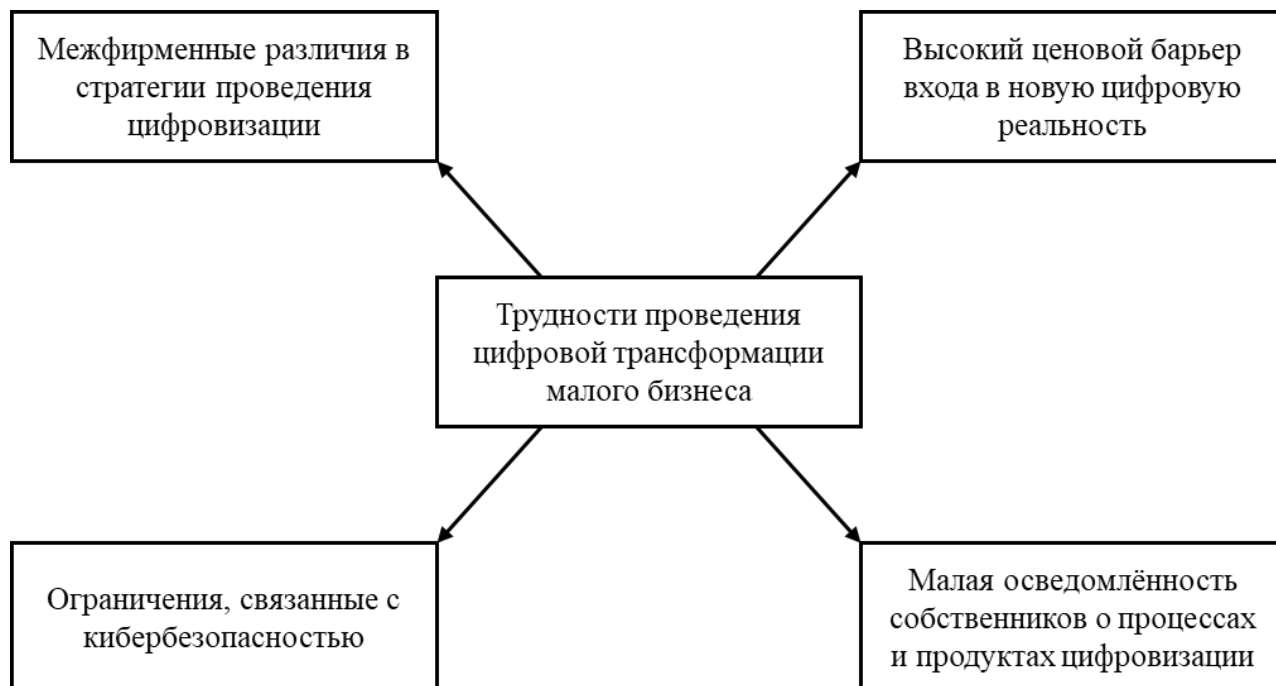 Межфирменные различия в
стратегии проведения
цифровизации
Высокий ценовой барьер
входа в новую цифровую
реальность
Трудности проведения
цифровой трансформации
малого бизнеса
Ограничения, связанные с
кибербезопасностью
Малая осведомлённость
собственников о процессах
и продуктах цифровизации